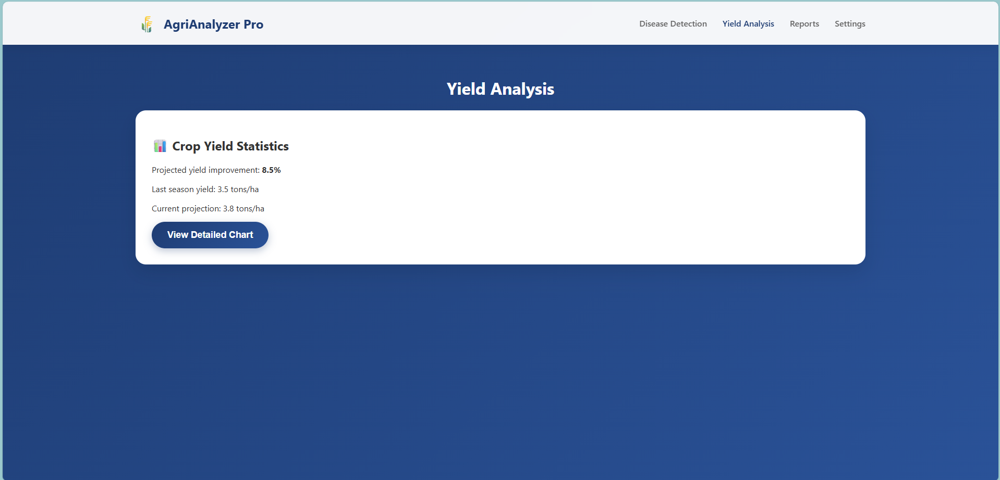 AgriAnalyzer Pro
Disease Detection
Yield Analysis
Reports
Settings
Yield Analysis
Crop Yield Statistics
Projected yield improvement: 8.5%
Last season yield: 3.5 tons/ha
Current projection: 3.8 tons/ha
View Detailed Chart